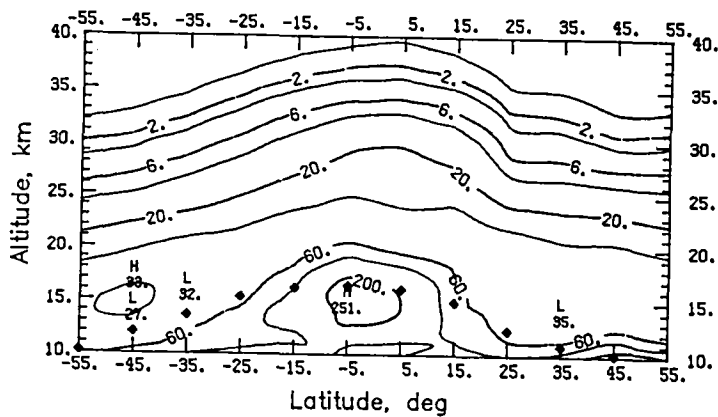 -55. -45. -35. -25. -15. -5. 5. 15. 25. 35. 45. 55.
40. 40.
35. 35.
2. 2. 2.
30. 30.
6. 6. 6.
25. 25.
20. 20. 20.
20. 20.
H
33. L
15. L 32. 200. H 60. L 15.
27. 251. 35.
60. 60. 60.
10. 10.
-55. -45. -35. -25. -15. -5. 5. 15. 25. 35. 45. 55.
Latitude, deg
Altitude, km